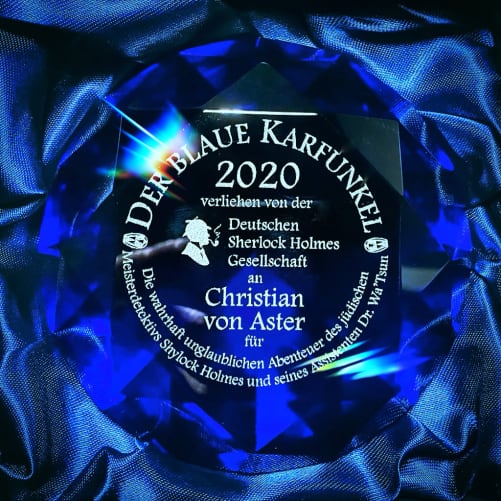 DER BLAUE KARFUNKEL
2020
verliehen von der
Deutschen
Sherlock Holmes
Gesellschaft
an
Christian
von Aster
für
Die wahrhaft unglaublichen Abenteuer des jüdischen
Meisterdetektivs Shylock Holmes und seines Assistenten Dr. Wa'Tsun